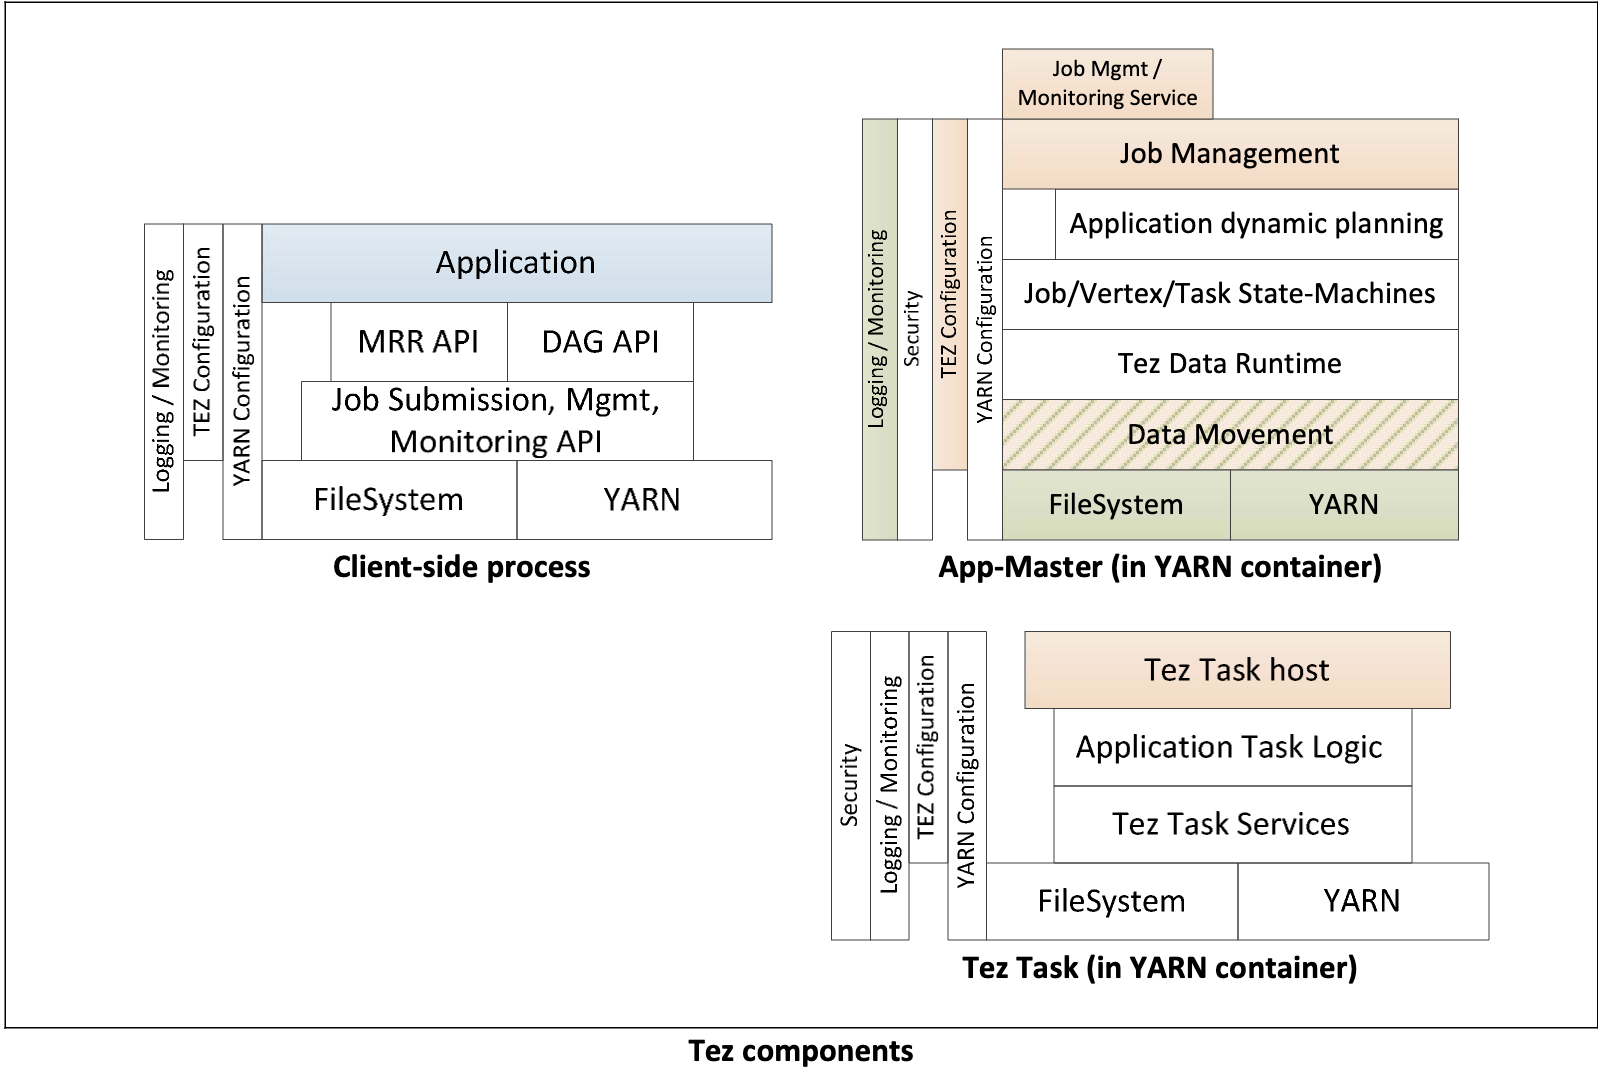 Logging / Monitoring
TEZ Configuration
YARN Configuration
Application
MRR API
DAG API
Job Submission, Mgmt,
Monitoring API
FileSystem
YARN
Client-side process
Job Mgmt /
Monitoring Service
Logging / Monitoring
Security
TEZ Configuration
YARN Configuration
Job Management
Application dynamic planning
Job/Vertex/Task State-Machines
Tez Data Runtime
Data Movement
FileSystem
YARN
App-Master (in YARN container)
Security
Logging / Monitoring
TEZ Configuration
YARN Configuration
Tez Task host
Application Task Logic
Tez Task Services
FileSystem
YARN
Tez Task (in YARN container)
Tez components